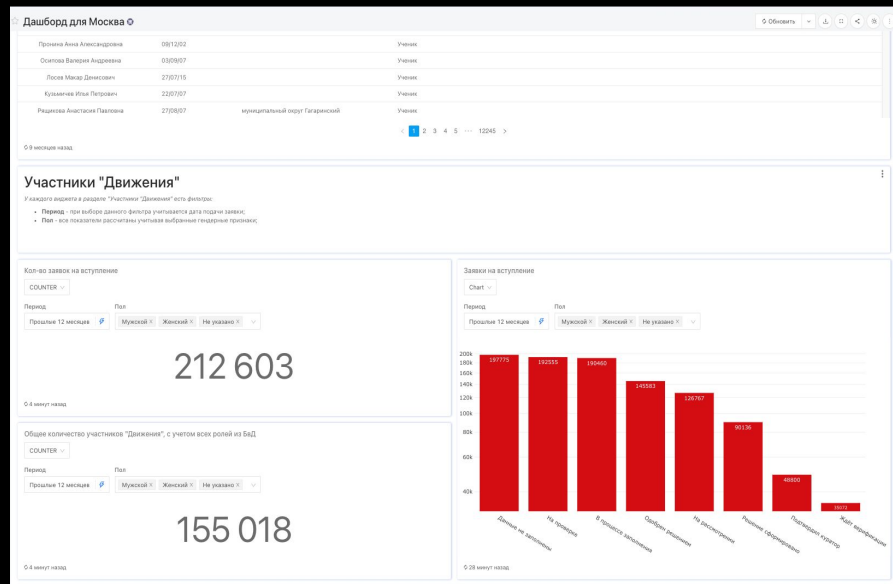 Дашборд для Москва
Обновить
Пронина Анна Александровна 09/12/02 Ученик
Осипова Валерия Андреевна 03/09/07 Ученик
Лосев Макар Денисович 27/07/15 Ученик
Кузьмичев Илья Петрович 22/07/07 Ученик
Рящикова Анастасия Павловна 27/08/07 муниципальный округ Гагаринский Ученик
< 1 2 3 4 5 ••• 12245 >
9 месяцев назад
Участники "Движения"
У каждого виджета в разделе "Участники "Движения" есть фильтры:
• Период - при выборе данного фильтра учитывается дата подачи заявки;
• Пол - все показатели рассчитаны учитывая выбранные гендерные признаки;
Кол-во заявок на вступление
COUNTER
Период Пол
Прошлые 12 месяцев Мужской × Женский × Не указано ×
212 603
4 минут назад
Общее количество участников "Движения", с учетом всех ролей из БвД
COUNTER
Период Пол
Прошлые 12 месяцев Мужской × Женский × Не указано ×
155 018
4 минут назад
Заявки на вступление
Chart
Период Пол
Прошлые 12 месяцев Мужской × Женский × Не указано ×
200k
180k
160k
140k
120k
100k
80k
60k
40k
197775
192555
190460
145583
126767
90136
48800
35072
Данные не заполнены
На проверке
В процессе заполнения
Одобрен решением
На рассмотрении
Решение сформировано
Подтвердил куратор
Ждёт верификации
28 минут назад